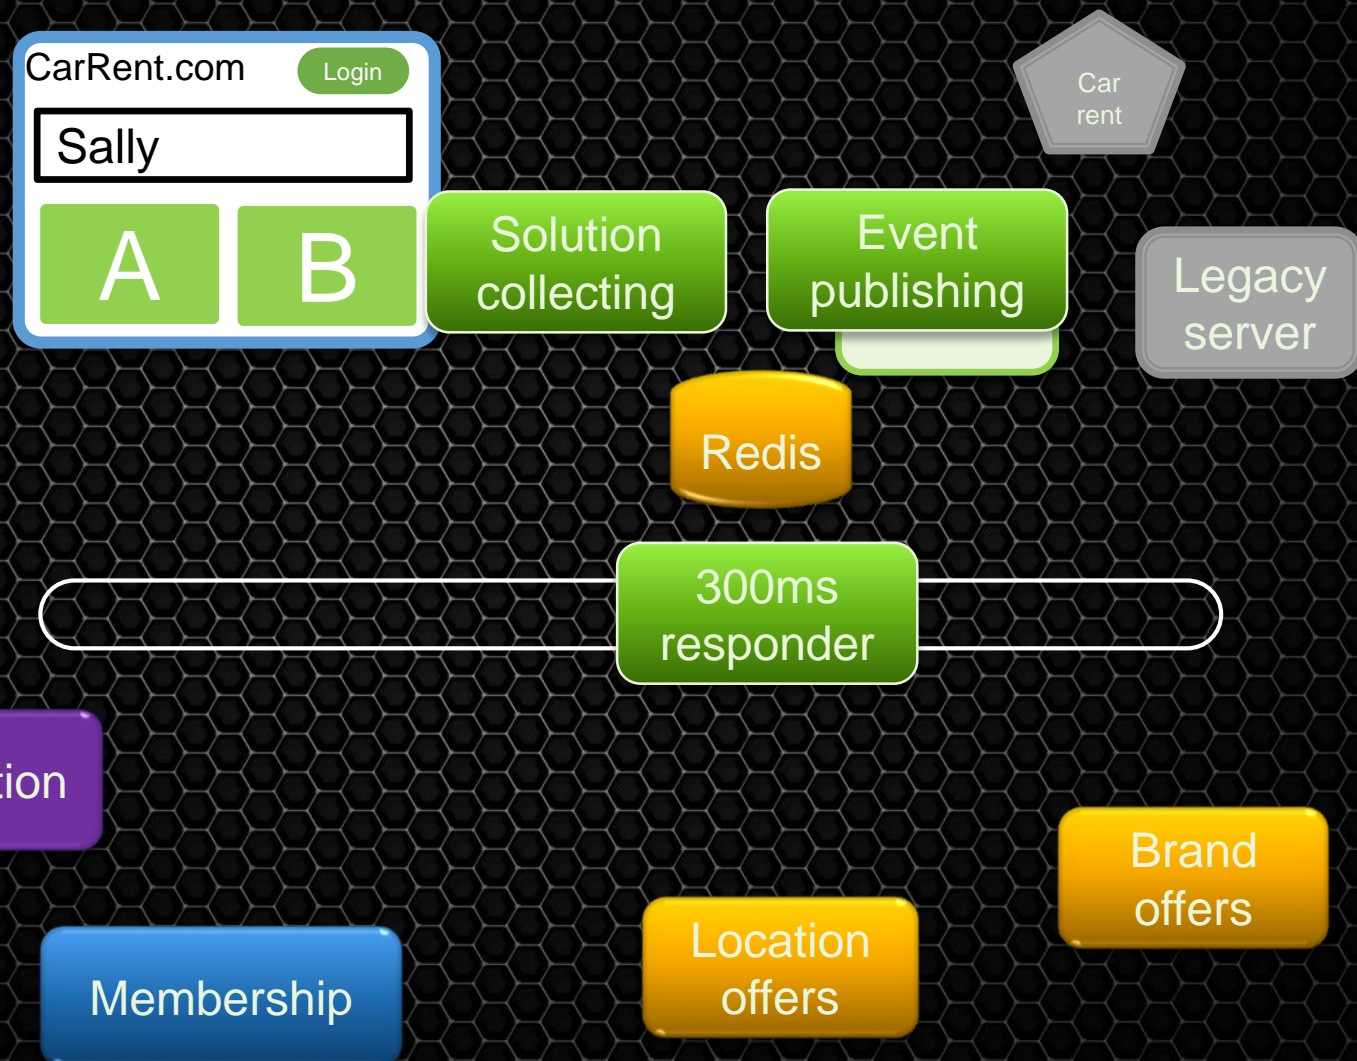 CarRent.com
Login
Sally
A
B
Solution
collecting
Event
publishing
Car
rent
Legacy
server
Redis
300ms
responder
tion
Brand
offers
Location
offers
Membership